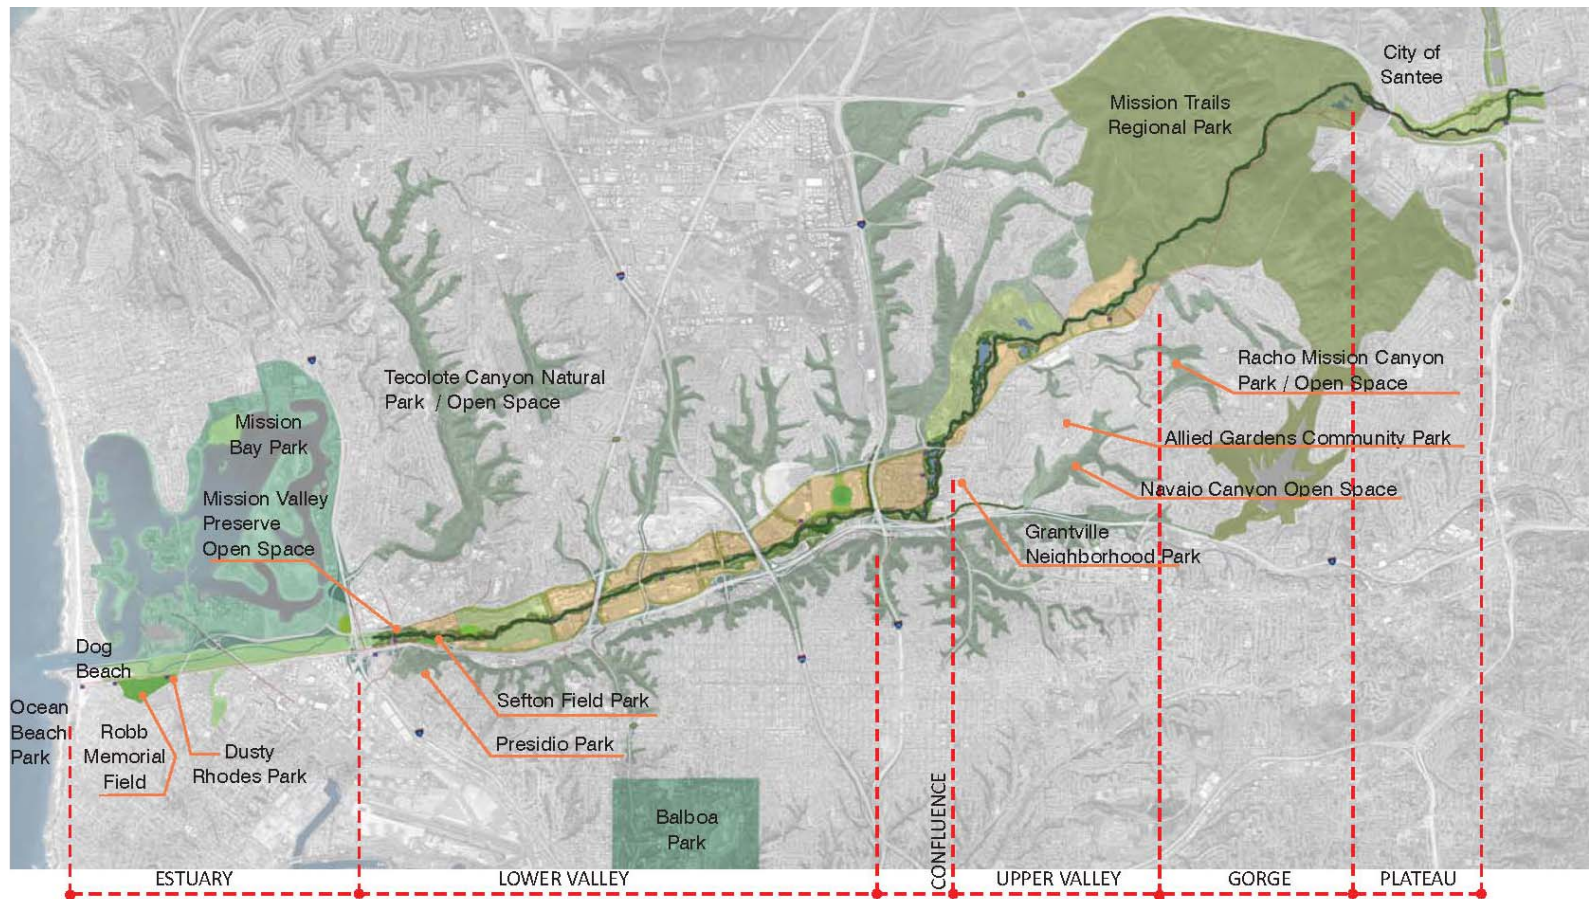 City of
Santee
Mission Trails
Regional Park
Racho Mission Canyon
Park / Open Space
Tecolote Canyon Natural
Park / Open Space
Mission
Bay Park
Allied Gardens Community Park
Mission Valley
Preserve
Open Space
Navajo Canyon Open Space
Grantville
Neighborhood Park
Dog
Beach
Sefton Field Park
Ocean
Beach
Park
Robb
Memorial
Field
Dusty
Rhodes Park
Presidio Park
Balboa
Park
ESTUARY
LOWER VALLEY
CONFLUENCE
UPPER VALLEY
GORGE
PLATEAU